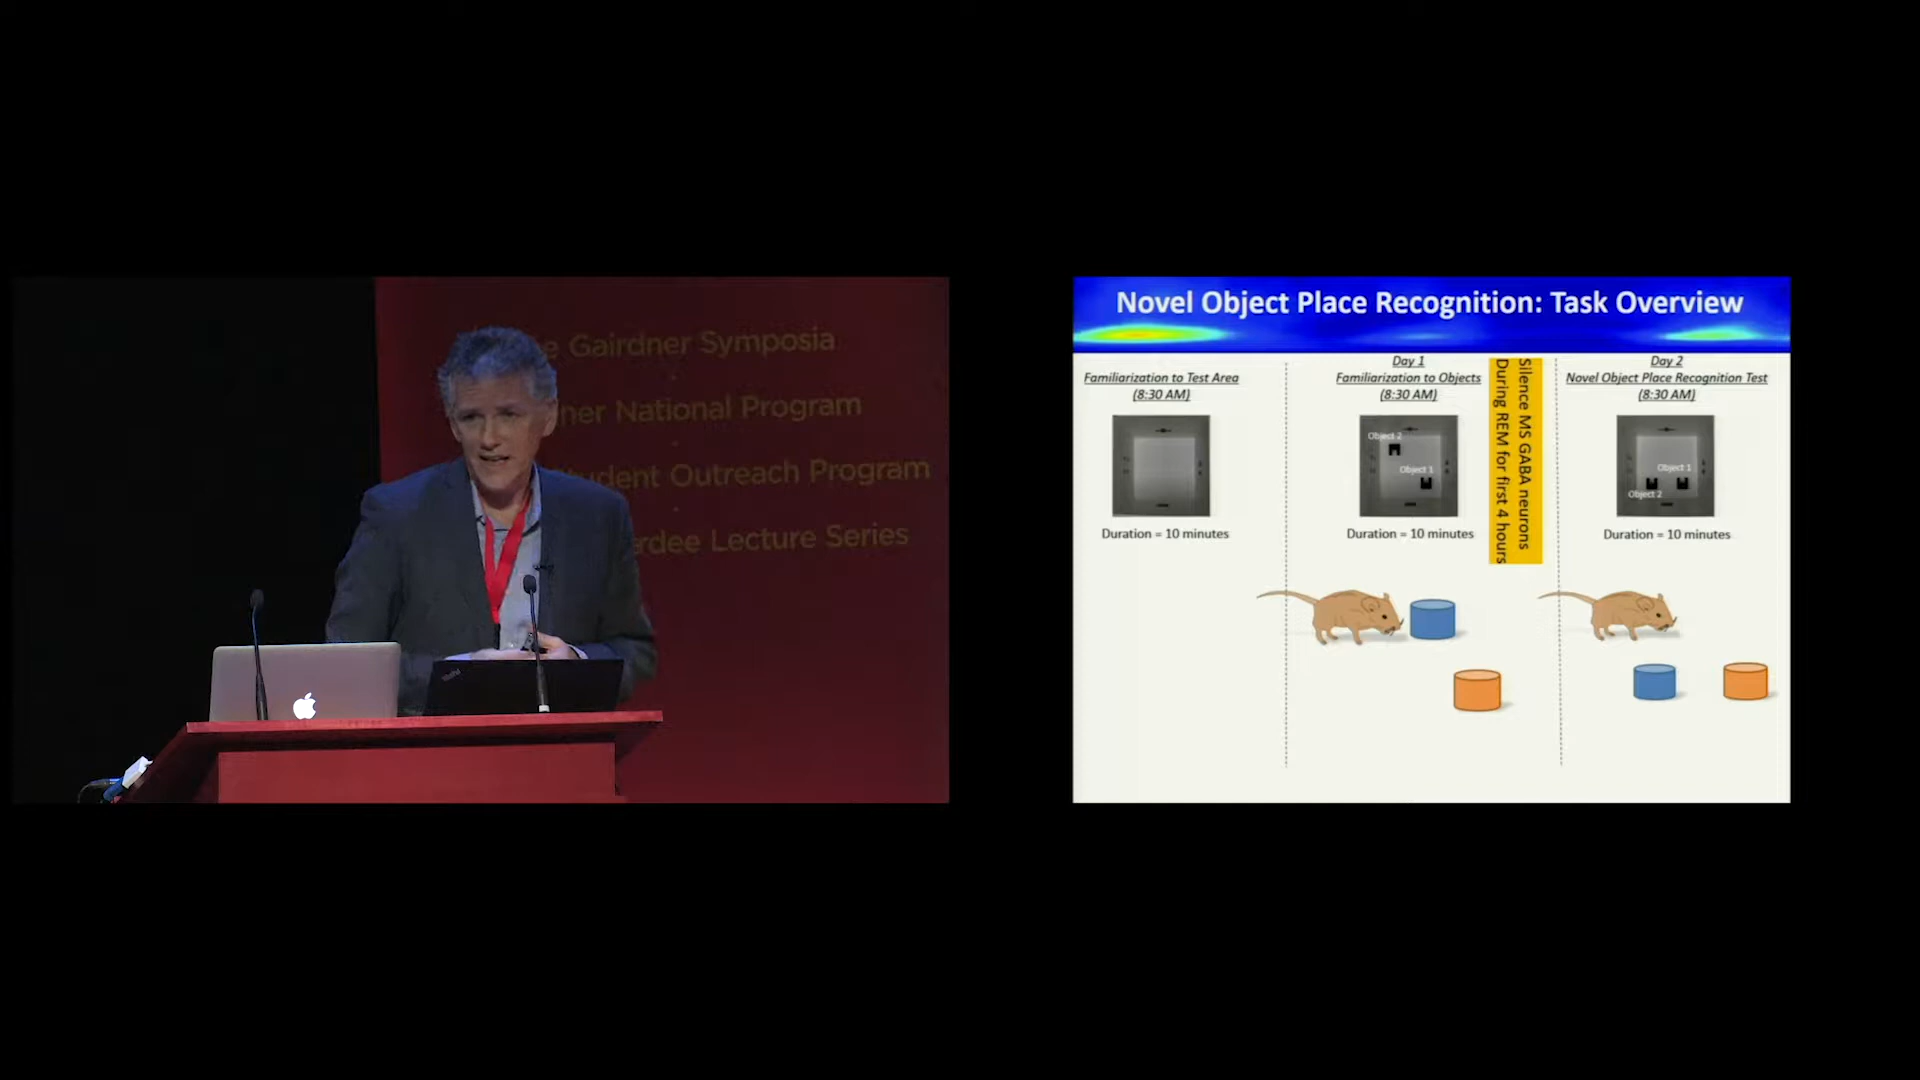 Gairdner Symposia
National Program
Outreach Program
Lecture Series
Novel Object Place Recognition: Task Overview
Familiarization to Test Area
(8:30 AM)
Duration = 10 minutes
Day 1
Familiarization to Objects
(8:30 AM)
Object 2
Object 1
Duration = 10 minutes
Silence MS GABA neurons
During REM for first 4 hours
Day 2
Novel Object Place Recognition Test
(8:30 AM)
Object 1
Object 2
Duration = 10 minutes